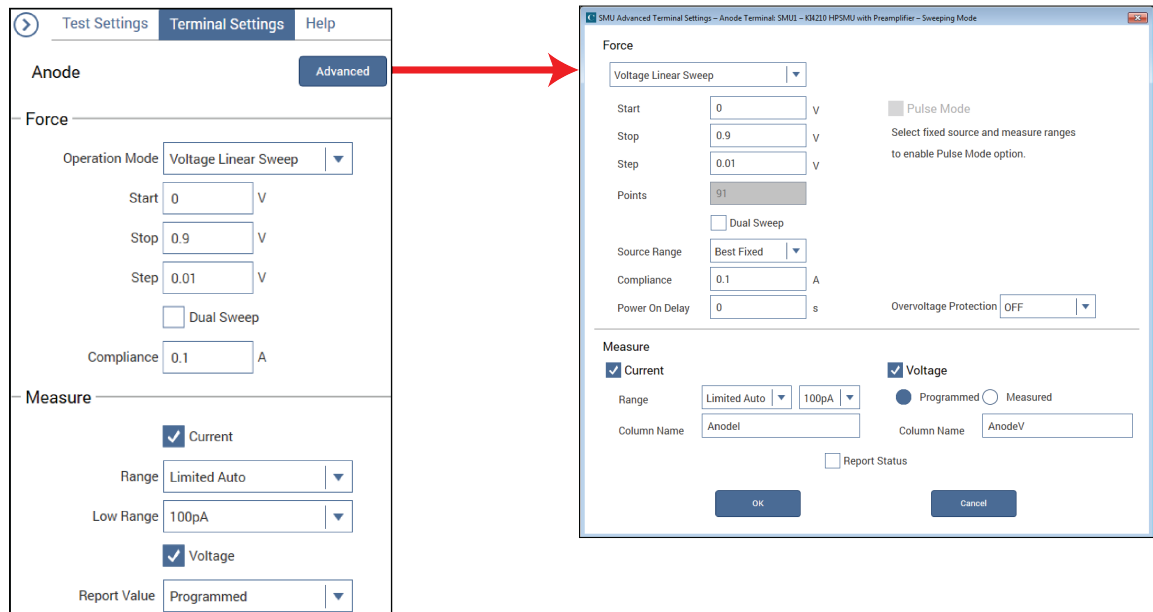 Test Settings Terminal Settings Help
Anode Advanced
Force
Operation Mode Voltage Linear Sweep
Start 0 V
Stop 0.9 V
Step 0.01 V
Dual Sweep
Compliance 0.1 A
Measure
Current
Range Limited Auto
Low Range 100pA
Voltage
Report Value Programmed
SMU Advanced Terminal Settings – Anode Terminal: SMU1 – KI4210 HPSMU with Preamplifier – Sweeping Mode
Force
Voltage Linear Sweep
Start 0 V Pulse Mode
Stop 0.9 V Select fixed source and measure ranges
Step 0.01 V to enable Pulse Mode option.
Points 91
Dual Sweep
Source Range Best Fixed
Compliance 0.1 A
Power On Delay 0 s Overvoltage Protection OFF
Measure
Current Voltage
Range Limited Auto 100pA Programmed Measured
Column Name AnodeI Column Name AnodeV
Report Status
OK Cancel